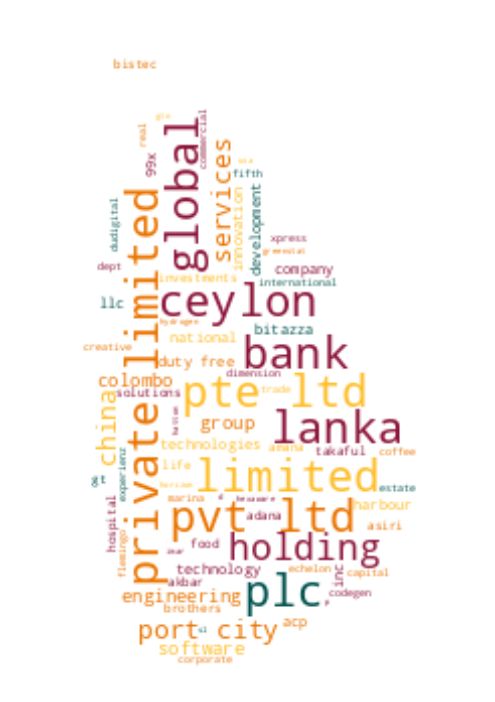 bistec
global
commercial
real
99x
services
fifth
innovation
development
dudigital
private limited
xpress
greenstat
dept
company
investments
international
llc
ceylon
hydrogen
bitazza
national
creative
bank
duty free
dimension
colombo
solutions
pte ltd
trade
china
lanka
group
technologies
amana
takaful
coffee
experienz
life
limited
estate
marina
hexaware
harbour
hospital
pvt ltd
adana
asiri
flemingo
food
holding
technology
echelon
capital
akbar
inc
plc
codegen
engineering
brothers
port city
acp
software
corporate